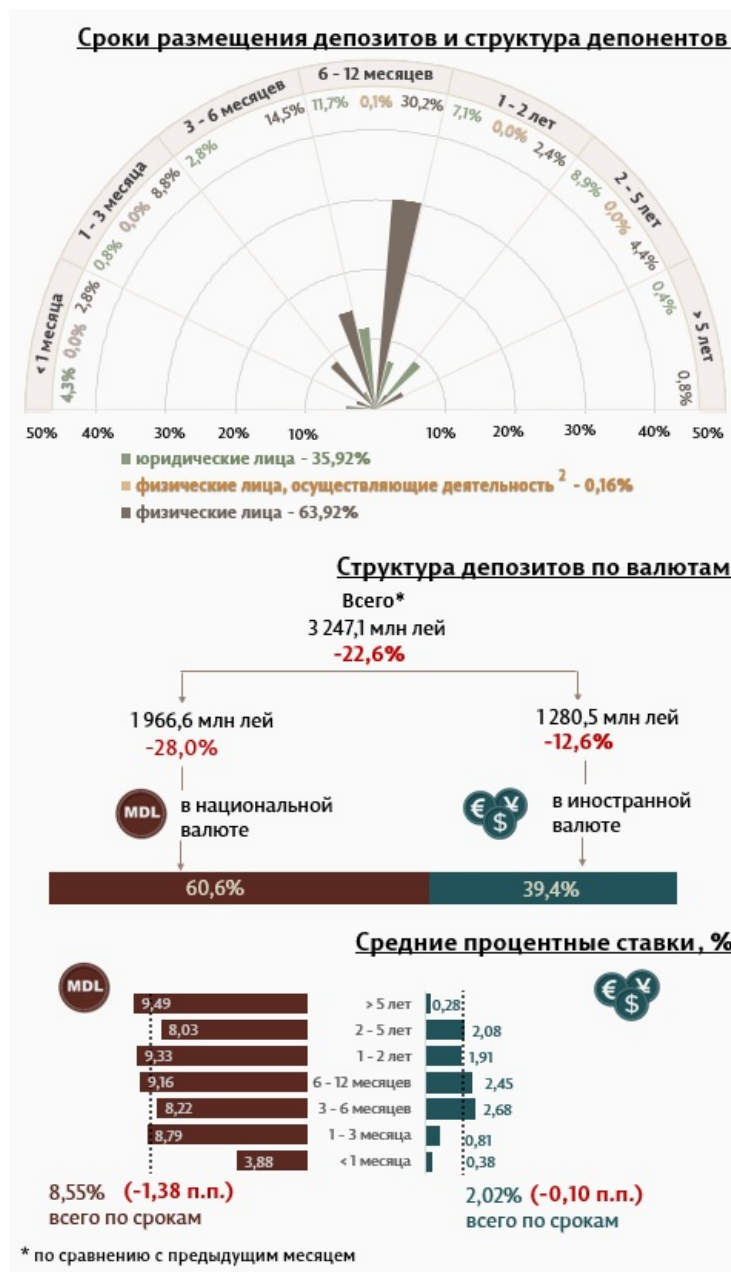 Сроки размещения депозитов и структура депонентов
< 1 месяца
1 - 3 месяца
3 - 6 месяцев
6 - 12 месяцев
1 - 2 лет
2 - 5 лет
> 5 лет
4,3% 0,0% 2,8%
0,8% 0,0% 8,8%
2,8% 14,5%
11,7% 0,1% 30,2%
7,1% 0,0% 2,4%
8,9% 0,0% 4,4%
0,4% 0,8%
50% 40% 30% 20% 10% 10% 20% 30% 40% 50%
юридические лица - 35,92%
физические лица, осуществляющие деятельность 2 - 0,16%
физические лица - 63,92%
Структура депозитов по валютам
Всего*
3 247,1 млн лей
-22,6%
1 966,6 млн лей 1 280,5 млн лей
-28,0% -12,6%
MDL в национальной валюте
€ ¥ $ в иностранной валюте
60,6% 39,4%
Средние процентные ставки, %
MDL € ¥ $
9,49 > 5 лет 0,28
8,03 2 - 5 лет 2,08
9,33 1 - 2 лет 1,91
9,16 6 - 12 месяцев 2,45
8,22 3 - 6 месяцев 2,68
8,79 1 - 3 месяца 0,81
3,88 < 1 месяца 0,38
8,55% (-1,38 п.п.) 2,02% (-0,10 п.п.)
всего по срокам всего по срокам
* по сравнению с предыдущим месяцем